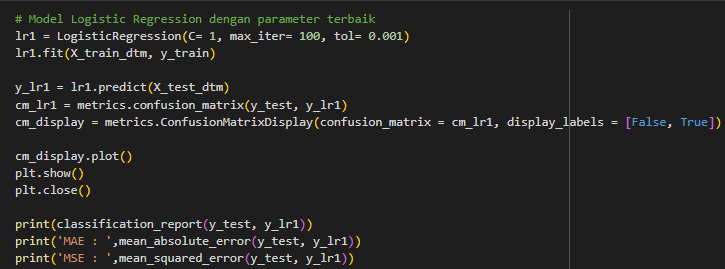 # Model Logistic Regression dengan parameter terbaik
lr1 = LogisticRegression(C= 1, max_iter= 100, tol= 0.001)
lr1.fit(X_train_dtm, y_train)
y_lr1 = lr1.predict(X_test_dtm)
cm_lr1 = metrics.confusion_matrix(y_test, y_lr1)
cm_display = metrics.ConfusionMatrixDisplay(confusion_matrix = cm_lr1, display_labels = [False, True])
cm_display.plot()
plt.show()
plt.close()
print(classification_report(y_test, y_lr1))
print('MAE : ',mean_absolute_error(y_test, y_lr1))
print('MSE : ',mean_squared_error(y_test, y_lr1))